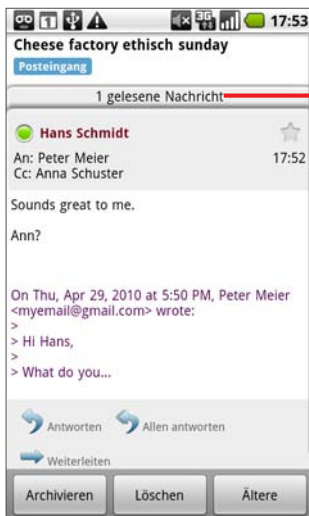 17:53
Cheese factory ethisch sunday
Posteingang
1 gelesene Nachricht
Hans Schmidt
An: Peter Meier 17:52
Cc: Anna Schuster
Sounds great to me.
Ann?
On Thu, Apr 29, 2010 at 5:50 PM, Peter Meier
<myemail@gmail.com> wrote:
>
> Hi Hans,
>
> What do you...
Antworten Allen antworten
Weiterleiten
Archivieren Löschen Ältere